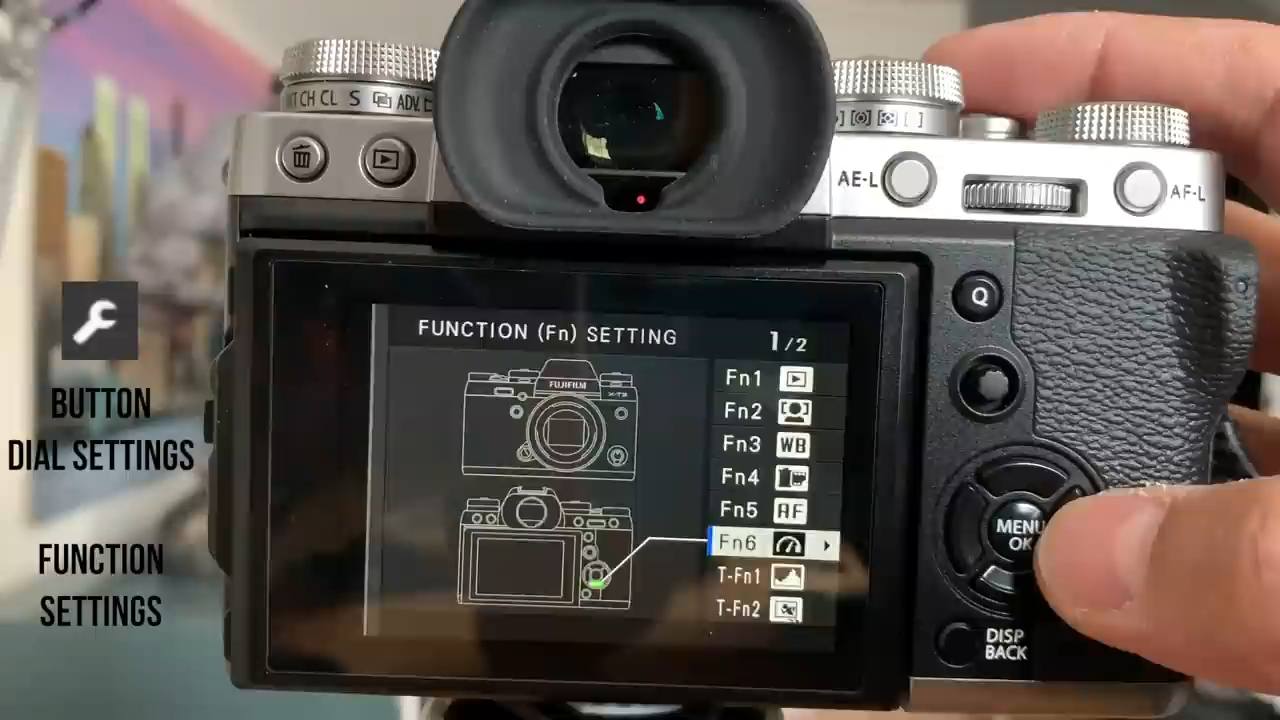 CH CL S ADV.
AE-L
AF-L
Q
FUNCTION (Fn) SETTING 1/2
FUJIFILM
X-T3
Fn1
Fn2
Fn3 WB
Fn4
Fn5 AF
Fn6
T-Fn1
T-Fn2
MENU
OK
DISP
BACK
BUTTON
DIAL SETTINGS
FUNCTION
SETTINGS